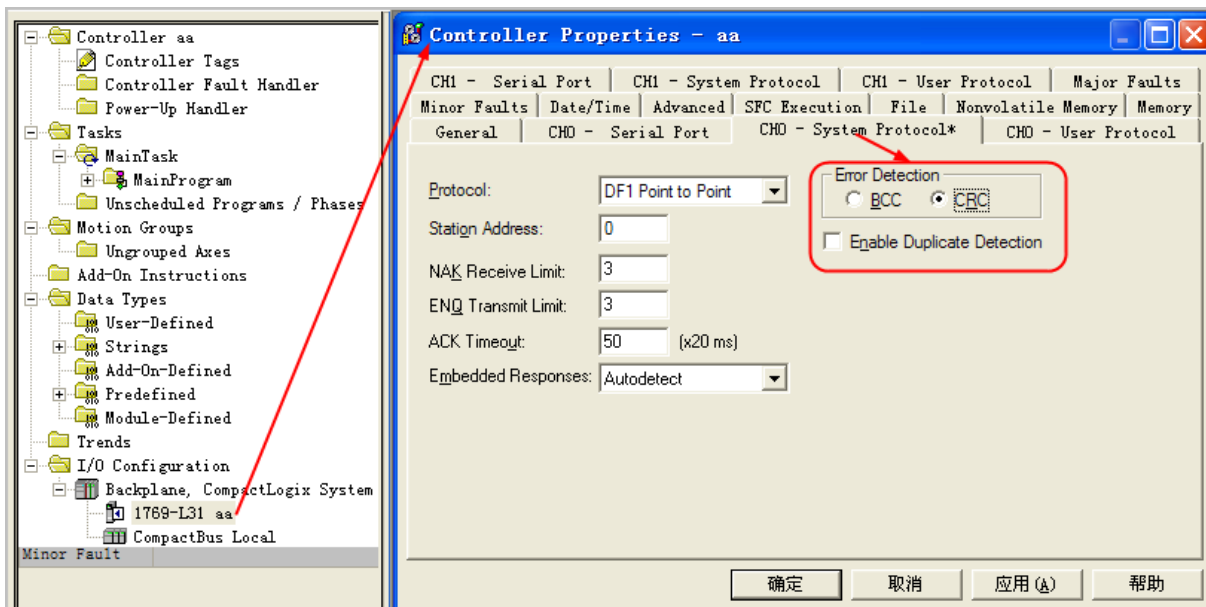 Controller aa
Controller Tags
Controller Fault Handler
Power-Up Handler
Tasks
MainTask
MainProgram
Unscheduled Programs / Phases
Motion Groups
Ungrouped Axes
Add-On Instructions
Data Types
User-Defined
Strings
Add-On-Defined
Predefined
Module-Defined
Trends
I/O Configuration
Backplane, CompactLogix System
1769-L31 aa
CompactBus Local
Minor Fault
Controller Properties - aa
CH1 - Serial Port CH1 - System Protocol CH1 - User Protocol Major Faults
Minor Faults Date/Time Advanced SFC Execution File Nonvolatile Memory Memory
General CH0 - Serial Port CH0 - System Protocol* CH0 - User Protocol
Protocol: DF1 Point to Point
Station Address: 0
NAK Receive Limit: 3
ENQ Transmit Limit: 3
ACK Timeout: 50 (x20 ms)
Embedded Responses: Autodetect
Error Detection
BCC CRC
Enable Duplicate Detection
确定 取消 应用(A) 帮助